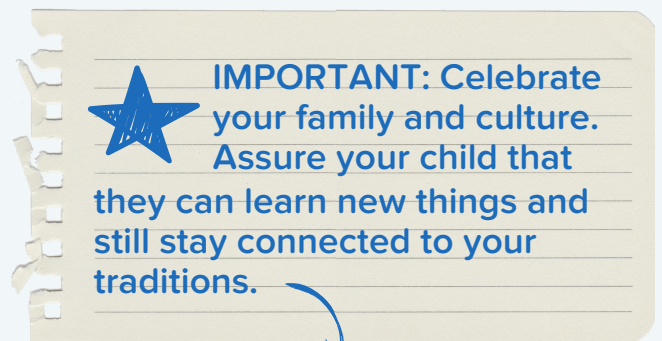 IMPORTANT: Celebrate
your family and culture.
Assure your child that
they can learn new things and
still stay connected to your
traditions.